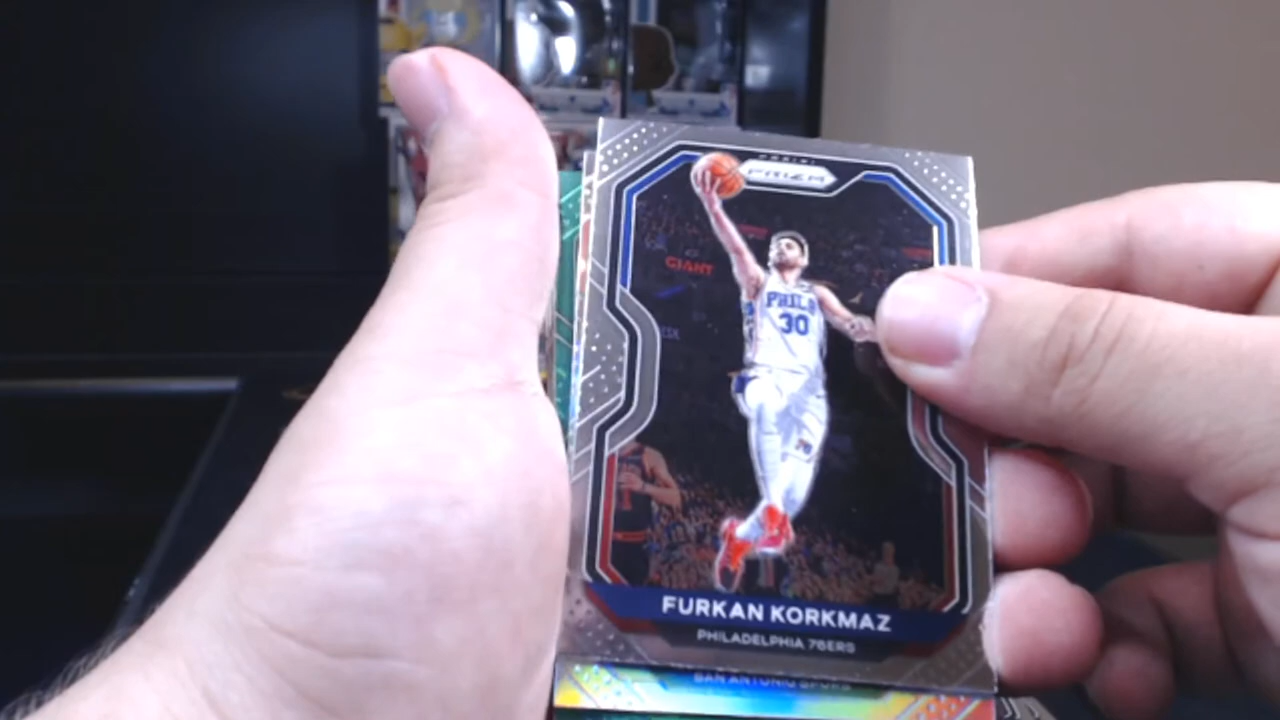 PANINI
PRIZM
GIANT
PHILA
30
FURKAN KORKMAZ
PHILADELPHIA 76ERS
SAN ANTONIO SPURS